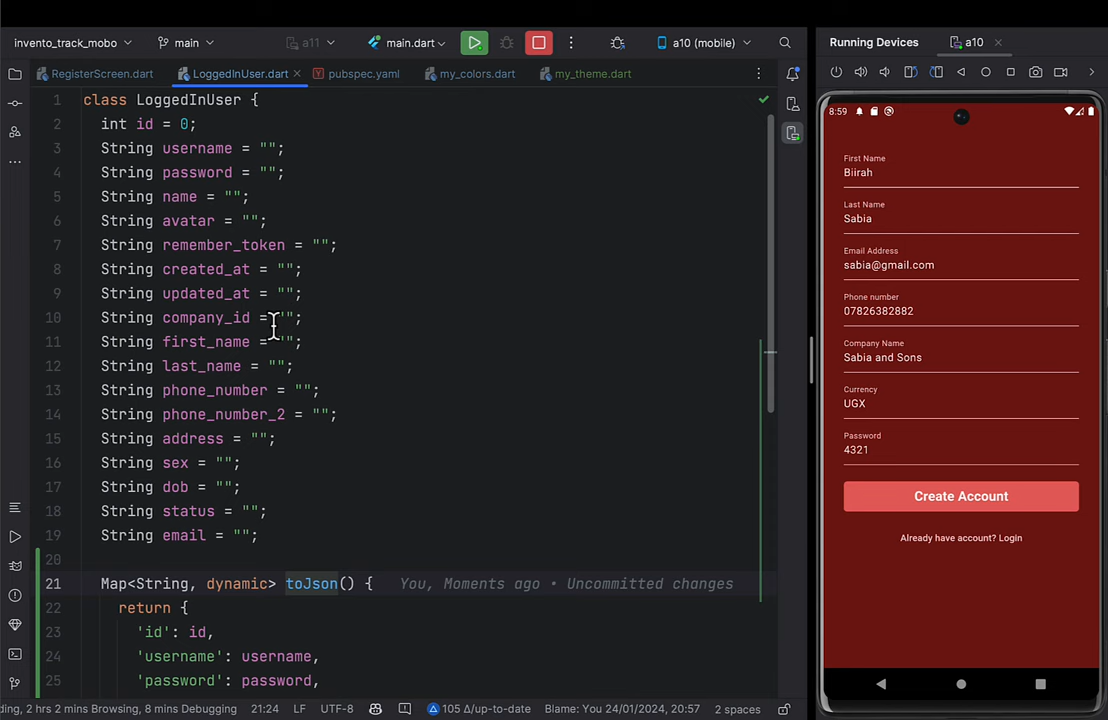 invento_track_mobo
main
a11
main.dart
a10 (mobile)
Running Devices
a10
RegisterScreen.dart
LoggedInUser.dart
pubspec.yaml
my_colors.dart
my_theme.dart
1 class LoggedInUser {
2 int id = 0;
3 String username = "";
4 String password = "";
5 String name = "";
6 String avatar = "";
7 String remember_token = "";
8 String created_at = "";
9 String updated_at = "";
10 String company_id = "";
11 String first_name = "";
12 String last_name = "";
13 String phone_number = "";
14 String phone_number_2 = "";
15 String address = "";
16 String sex = "";
17 String dob = "";
18 String status = "";
19 String email = "";
20
21 Map<String, dynamic> toJson() { You, Moments ago • Uncommitted changes
22 return {
23 'id': id,
24 'username': username,
25 'password': password,
8:59
First Name
Biirah
Last Name
Sabia
Email Address
sabia@gmail.com
Phone number
07826382882
Company Name
Sabia and Sons
Currency
UGX
Password
4321
Create Account
Already have account? Login
ding, 2 hrs 2 mins Browsing, 8 mins Debugging
21:24
LF
UTF-8
105 Δ/up-to-date
Blame: You 24/01/2024, 20:57
2 spaces